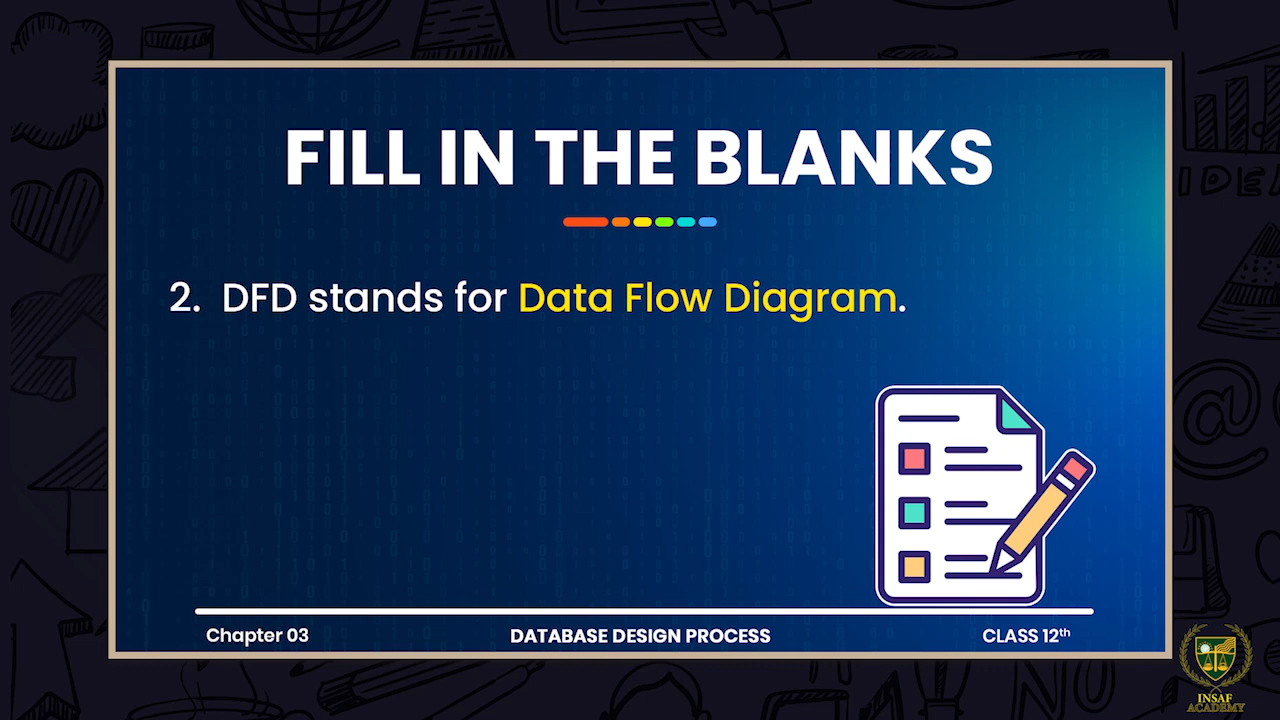 FILL IN THE BLANKS
2. DFD stands for Data Flow Diagram.
Chapter 03
DATABASE DESIGN PROCESS
CLASS 12th
IDEA
INSAF
ACADEMY